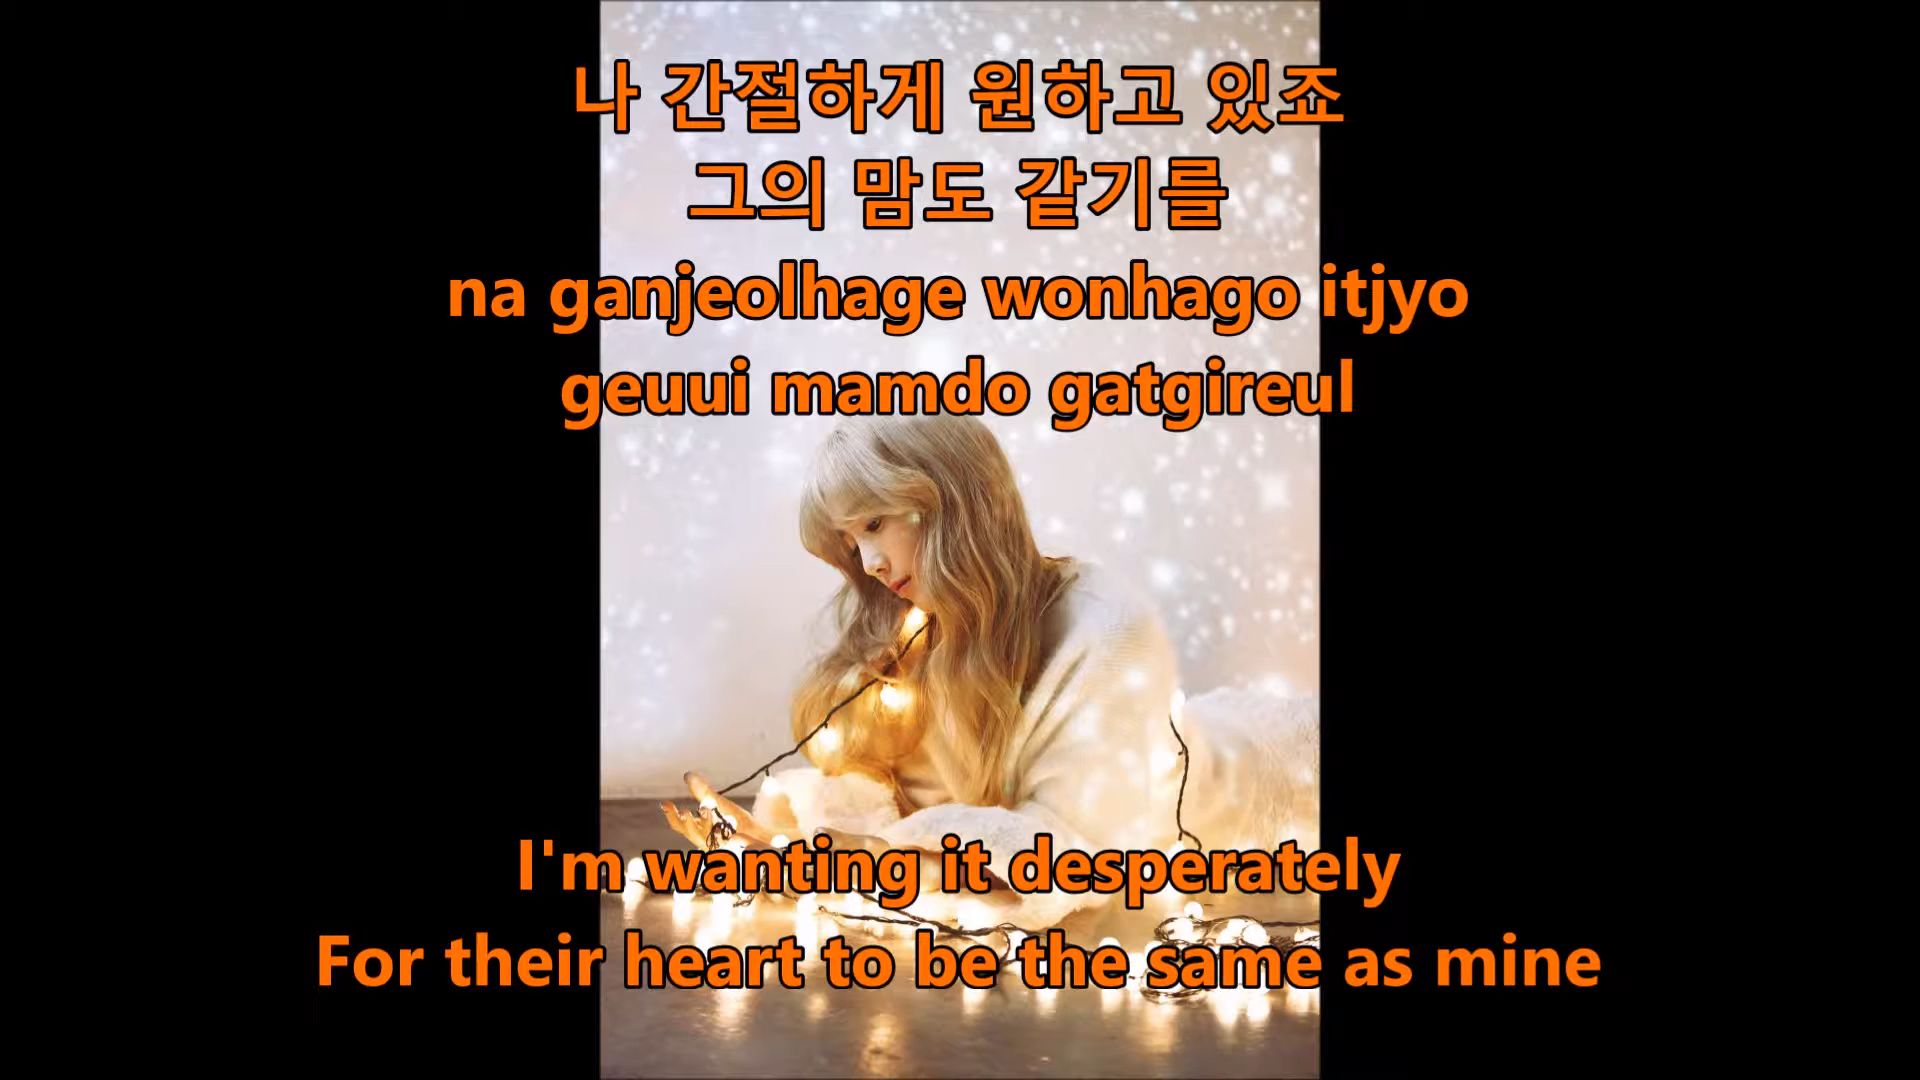 나 간절하게 원하고 있죠
그의 맘도 같기를
na ganjeolhage wonhago itjyo
geuui mamdo gatgireul
I'm wanting it desperately
For their heart to be the same as mine